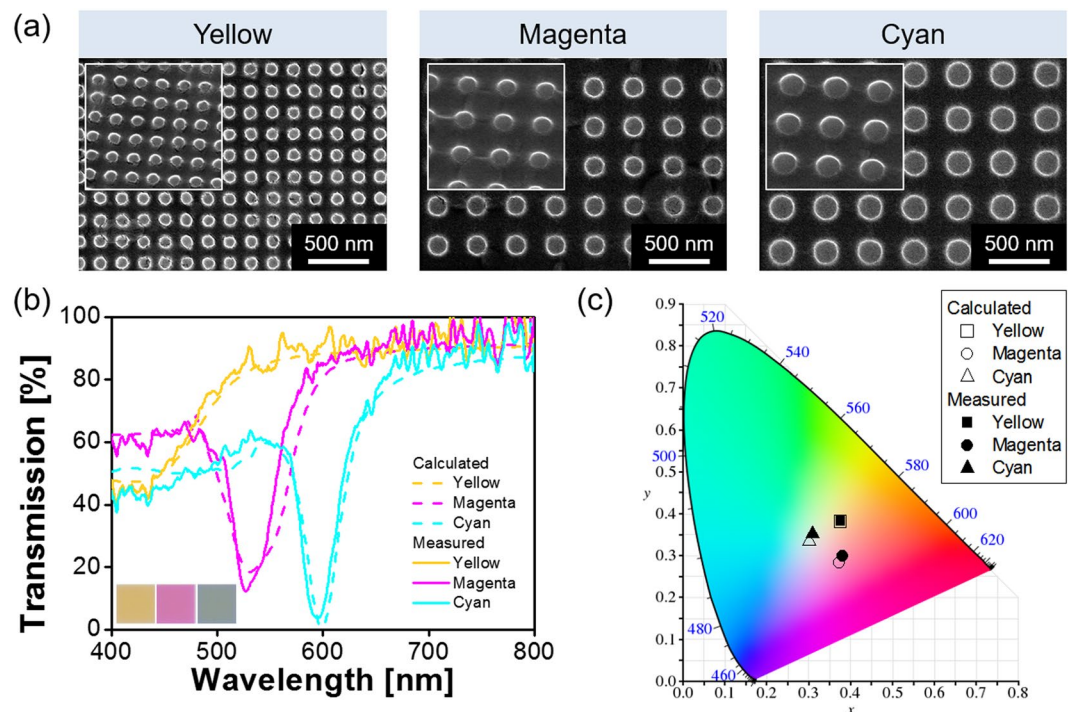 (a)
Yellow
Magenta
Cyan
500 nm
500 nm
500 nm
(b)
Transmission [%]
100
80
60
40
20
0
400
500
600
700
800
Wavelength [nm]
Calculated
Yellow
Magenta
Cyan
Measured
Yellow
Magenta
Cyan
(c)
0.9
0.8
0.7
0.6
0.5
0.4
0.3
0.2
0.1
0.0
y
0.0
0.1
0.2
0.3
0.4
0.5
0.6
0.7
0.8
x
460
480
500
520
540
560
580
600
620
Calculated
Yellow
Magenta
Cyan
Measured
Yellow
Magenta
Cyan